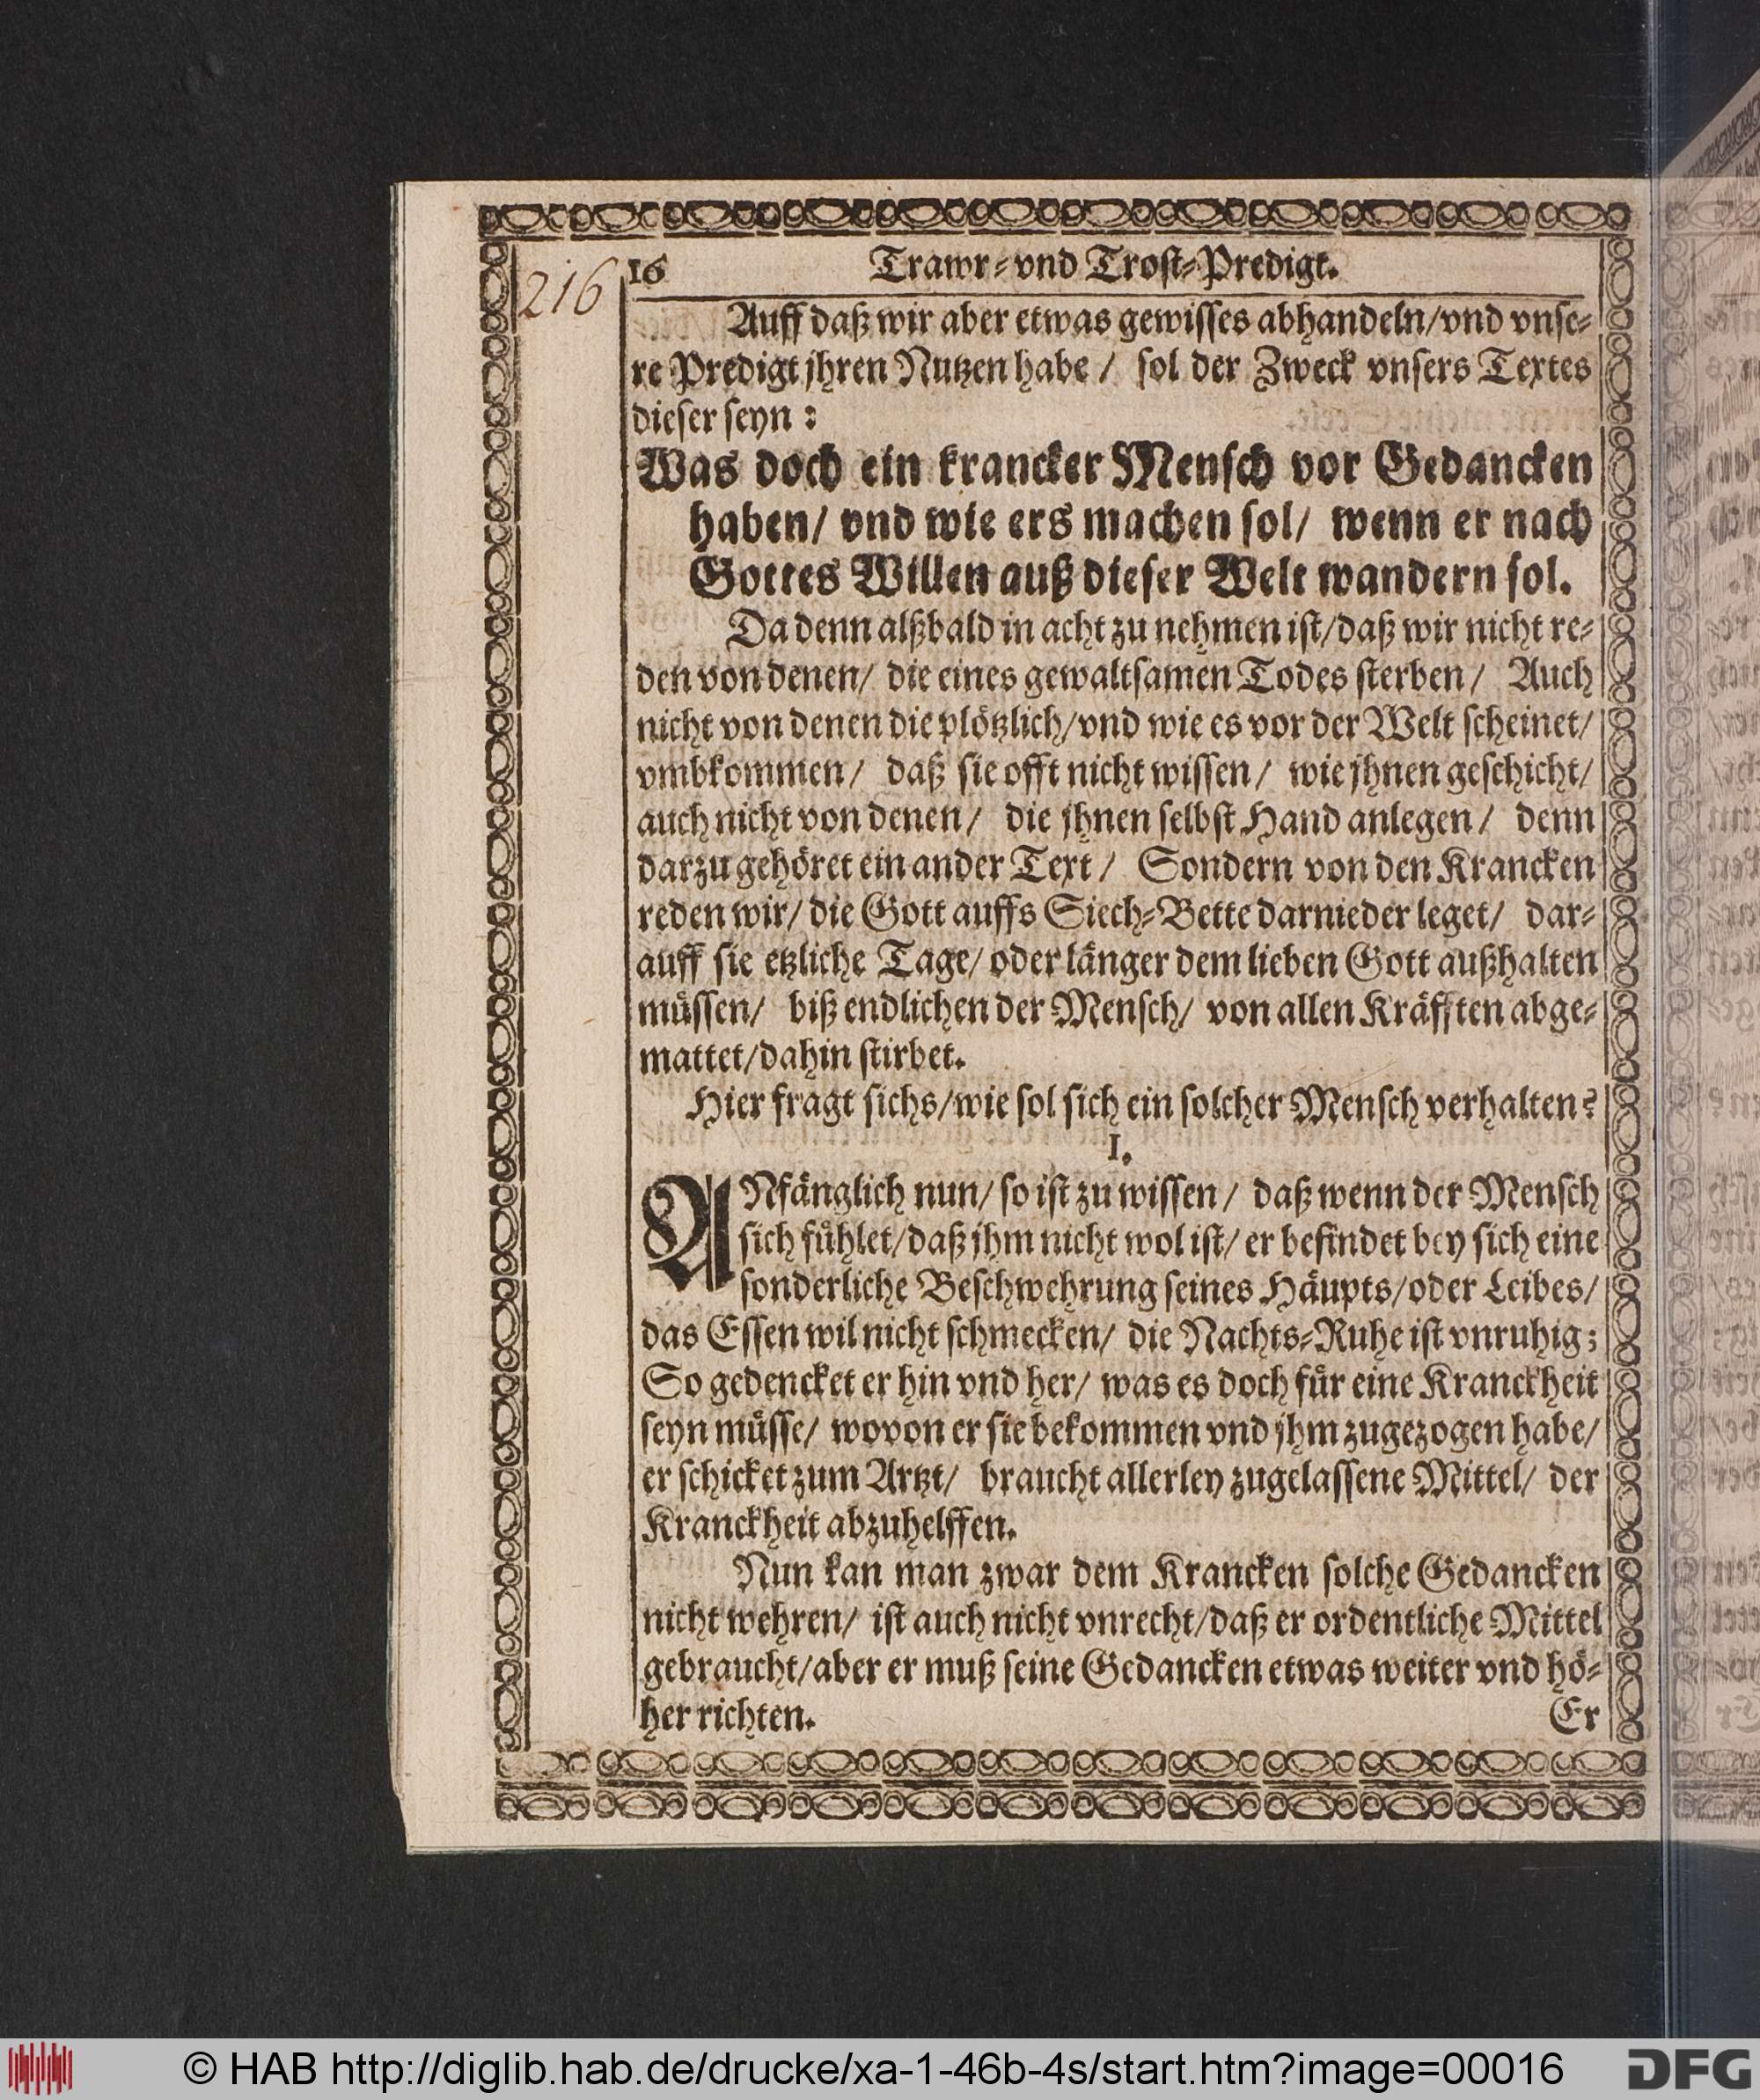 216
16 Trawr-vnd Trost-Predigt.
Auff daß wir aber etwas gewisses abhandeln/vnd vnse-
re Predigt jhren Nutzen habe / sol der Zweck vnsers Textes
dieser seyn :
Was doch ein krancker Mensch vor Gedancken
haben/ vnd wie ers machen sol/ wenn er nach
Gottes Willen auß dieser Welt wandern sol.
Da denn alßbald in acht zu nehmen ist/daß wir nicht re-
den von denen/ die eines gewaltsamen Todes sterben / Auch
nicht von denen die plötzlich/vnd wie es vor der Welt scheinet/
vmbkommen / daß sie offt nicht wissen / wie jhnen geschicht/
auch nicht von denen / die jhnen selbst Hand anlegen / denn
darzu gehöret ein ander Text / Sondern von den Krancken
reden wir/ die Gott auffs Siech-Bette darnieder leget/ dar-
auff sie etzliche Tage/ oder länger dem lieben Gott außhalten
müssen/ biß endlichen der Mensch/ von allen Kräfften abge-
mattet/dahin stirbet.
Hier fragt sichs/wie sol sich ein solcher Mensch verhalten?
I.
ANfänglich nun/ so ist zu wissen / daß wenn der Mensch
sich fühlet/daß jhm nicht wol ist/ er befindet bey sich eine
sonderliche Beschwehrung seines Häupts/oder Leibes/
das Essen wil nicht schmecken/ die Nachts-Ruhe ist vnruhig;
So gedencket er hin vnd her/ was es doch für eine Kranckheit
seyn müsse/ wovon er sie bekommen vnd jhm zugezogen habe/
er schicket zum Artzt/ braucht allerley zugelassene Mittel/ der
Kranckheit abzuhelffen.
Nun kan man zwar dem Krancken solche Gedancken
nicht wehren/ ist auch nicht vnrecht/daß er ordentliche Mittel
gebraucht/aber er muß seine Gedancken etwas weiter vnd hö-
her richten. Er
© HAB http://diglib.hab.de/drucke/xa-1-46b-4s/start.htm?image=00016 DFG